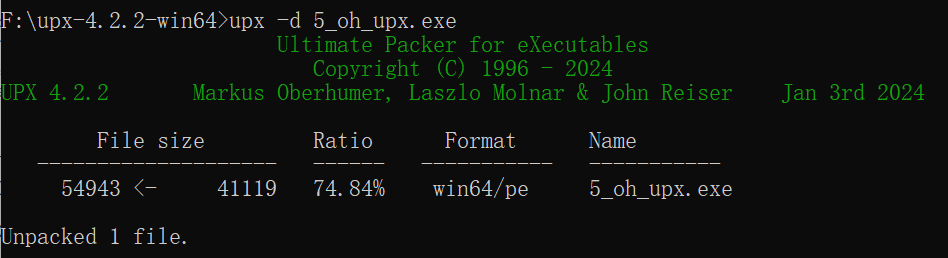 F:\upx-4.2.2-win64>upx -d 5_oh_upx.exe
Ultimate Packer for eXecutables
Copyright (C) 1996 - 2024
UPX 4.2.2 Markus Oberhumer, Laszlo Molnar & John Reiser Jan 3rd 2024
File size Ratio Format Name
-------------------- ------ ----------- -----------
54943 <- 41119 74.84% win64/pe 5_oh_upx.exe
Unpacked 1 file.